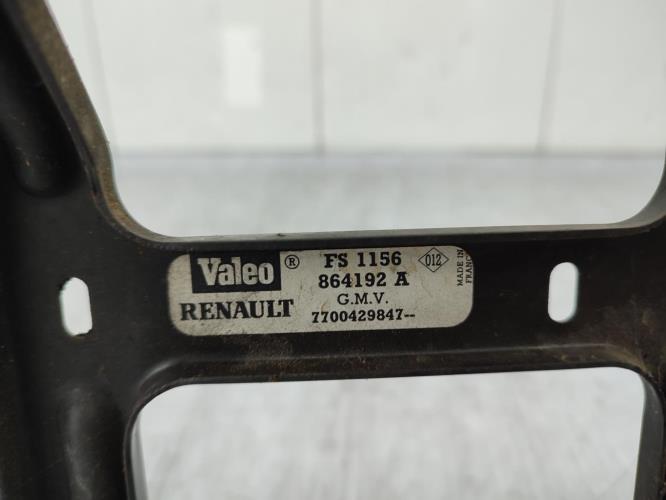 Valeo ® FS 1156 012
864192 A
RENAULT G.M.V.
7700429847--
MADE IN
FRANCE